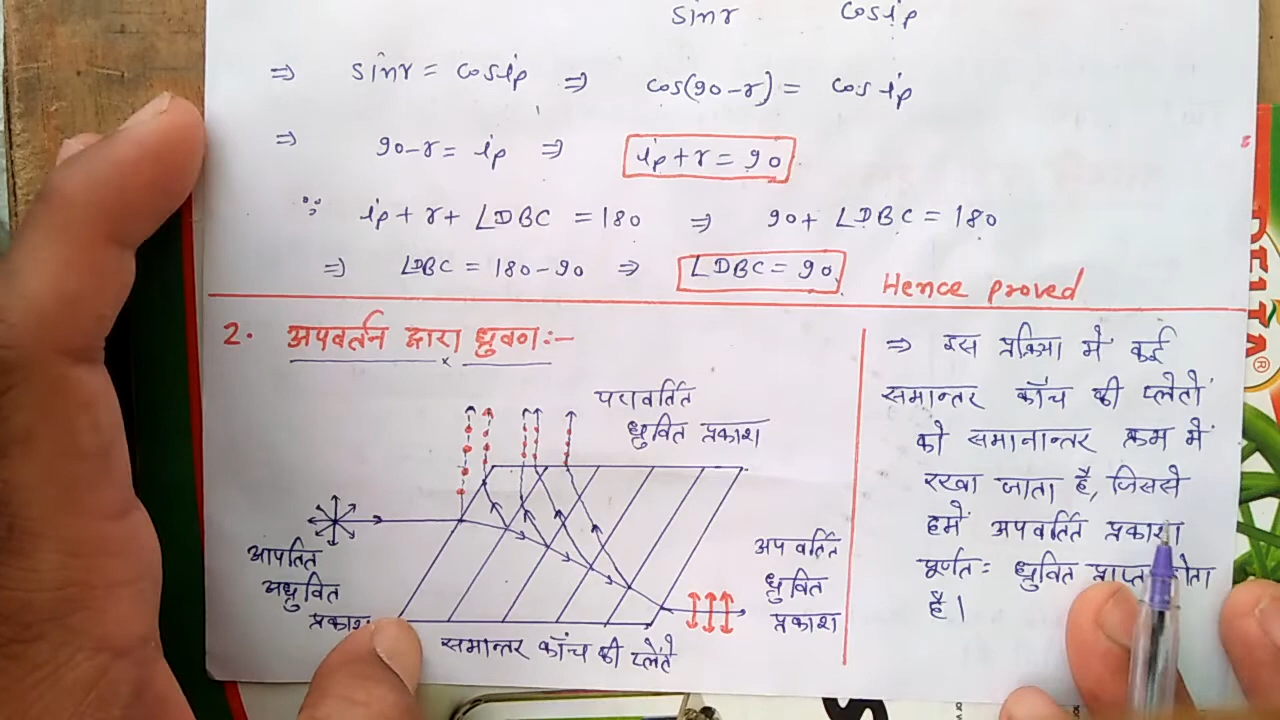 sinr cosip
⇒ sinr = cosip ⇒ cos(90-r) = cosip
⇒ 90-r = ip ⇒ ip+r = 90
∵ ip + r + ∠DBC = 180 ⇒ 90+ ∠DBC = 180
⇒ ∠DBC = 180-90 ⇒ ∠DBC = 90 Hence proved
2. अपवर्तन द्वारा ध्रुवण :-
परावर्तित
ध्रुवित प्रकाश
आपतित
अध्रुवित
प्रकाश
अपवर्तित
ध्रुवित
प्रकाश
समान्तर काँच की प्लेटें
⇒ इस प्रक्रिया में कई
समान्तर काँच की प्लेटों
को समानान्तर क्रम में
रखा जाता है, जिससे
हमें अपवर्तित प्रकाश
पूर्णतः ध्रुवित प्राप्त होता
है।
DELTA®